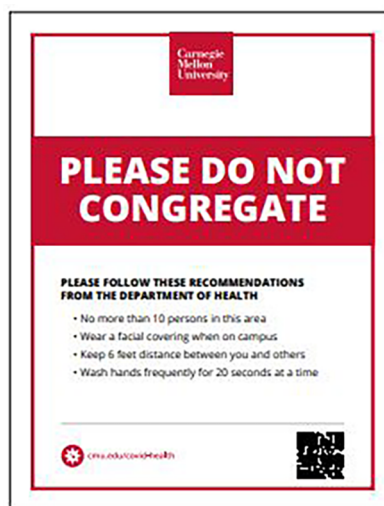 Carnegie
Mellon
University
PLEASE DO NOT
CONGREGATE
PLEASE FOLLOW THESE RECOMMENDATIONS
FROM THE DEPARTMENT OF HEALTH
• No more than 10 persons in this area
• Wear a facial covering when on campus
• Keep 6 feet distance between you and others
• Wash hands frequently for 20 seconds at a time
cmu.edu/covid-health